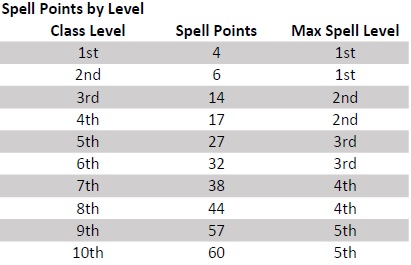 Spell Points by Level
Class Level Spell Points Max Spell Level
1st 4 1st
2nd 6 1st
3rd 14 2nd
4th 17 2nd
5th 27 3rd
6th 32 3rd
7th 38 4th
8th 44 4th
9th 57 5th
10th 60 5th